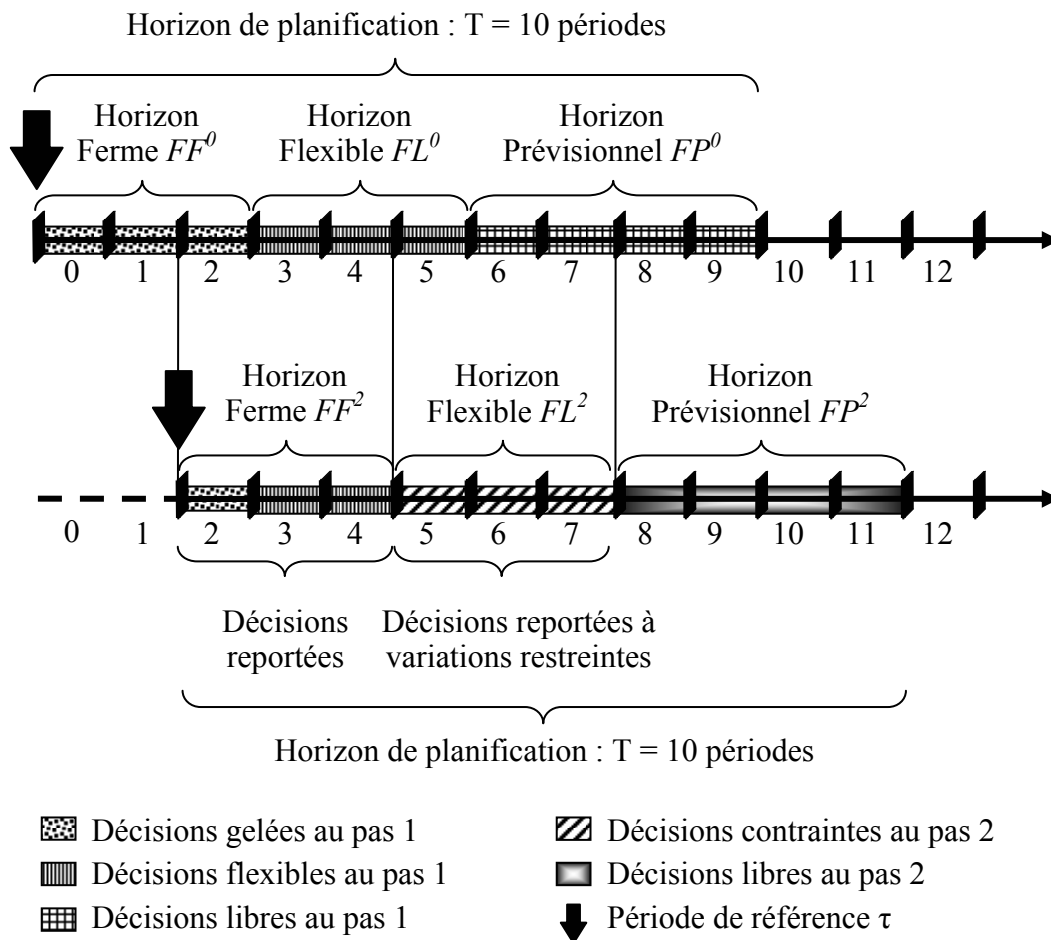 Horizon de planification : T = 10 périodes
Horizon Ferme FF⁰
Horizon Flexible FL⁰
Horizon Prévisionnel FP⁰
0 1 2 3 4 5 6 7 8 9 10 11 12
Horizon Ferme FF²
Horizon Flexible FL²
Horizon Prévisionnel FP²
0 1 2 3 4 5 6 7 8 9 10 11 12
Décisions reportées
Décisions reportées à variations restreintes
Horizon de planification : T = 10 périodes
Décisions gelées au pas 1
Décisions flexibles au pas 1
Décisions libres au pas 1
Décisions contraintes au pas 2
Décisions libres au pas 2
Période de référence τ